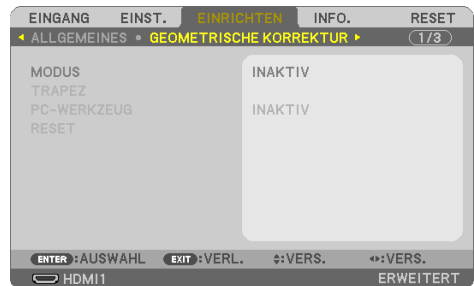 EINGANG EINST. EINRICHTEN INFO. RESET
ALLGEMEINES • GEOMETRISCHE KORREKTUR 1/3
MODUS INAKTIV
TRAPEZ
PC-WERKZEUG INAKTIV
RESET
ENTER:AUSWAHL EXIT:VERL. :VERS. :VERS.
HDMI1 ERWEITERT